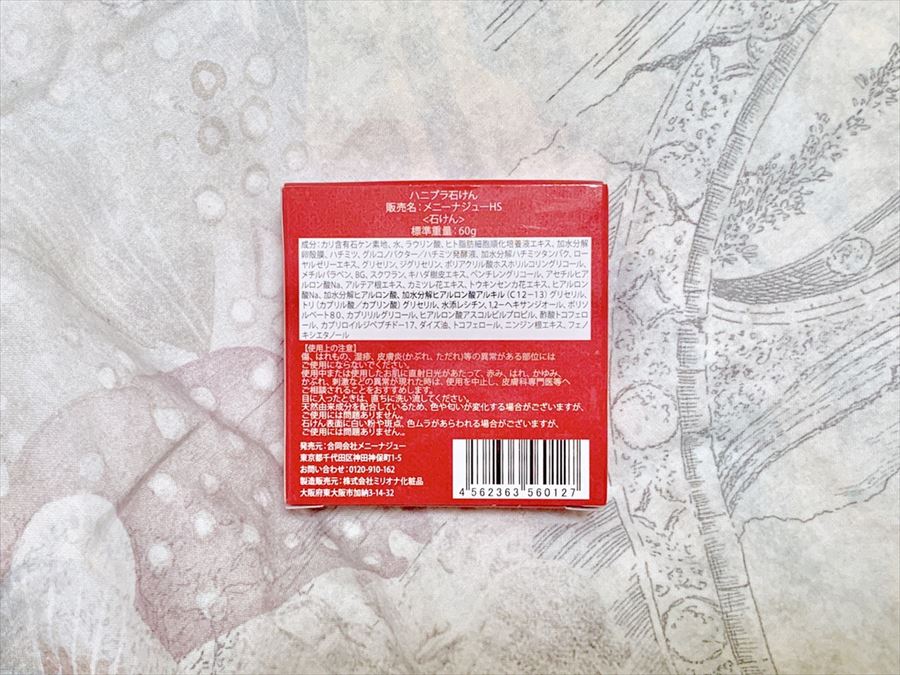 ハニプラ石けん
販売名：メニーナジューHS
<石けん>
標準重量：60g
成分：カリ含有石ケン素地、水、ラウリン酸、ヒト脂肪細胞順化培養液エキス、加水分解
卵殻膜、ハチミツ、グルコノバクター/ハチミツ発酵液、加水分解ハチミツタンパク、ロー
ヤルゼリーエキス、グリセリン、ジグリセリン、ポリアクリル酸ホスホリルコリングリコール、
メチルパラベン、BG、スクワラン、キハダ樹皮エキス、ペンチレングリコール、アセチルヒア
ルロン酸Na、アルテア根エキス、カミツレ花エキス、トウキンセンカ花エキス、ヒアルロン
酸Na、加水分解ヒアルロン酸、加水分解ヒアルロン酸アルキル（C12－13）グリセリル、
トリ（カプリル酸／カプリン酸）グリセリル、水添レシチン、1,2－ヘキサンジオール、ポリソ
ルベート80、カプリリルグリコール、ヒアルロン酸アスコルビルプロピル、酢酸トコフェロ
ール、カプロイルジペプチド－17、ダイズ油、トコフェロール、ニンジン根エキス、フェノ
キシエタノール
【使用上の注意】
傷、はれもの、湿疹、皮膚炎(かぶれ、ただれ)等の異常がある部位には
ご使用にならないでください。
使用中または使用したお肌に直射日光があたって、赤み、はれ、かゆみ、
かぶれ、刺激などの異常が現れた時は、使用を中止し、皮膚科専門医等へ
ご相談されることをおすすめします。
目に入ったときは、直ちに洗い流してください。
天然由来成分を配合しているため、色や匂いが変化する場合がございますが、
ご使用には問題ありません。
石けん表面に白い粉や斑点、色ムラがあらわれる場合がございますが、
ご使用には問題ありません。
発売元：合同会社メニーナジュー
東京都千代田区神田神保町1-5
お問い合わせ：0120-910-162
製造販売元：株式会社ミリオナ化粧品
大阪府東大阪市加納3-14-32
4 562363 560127